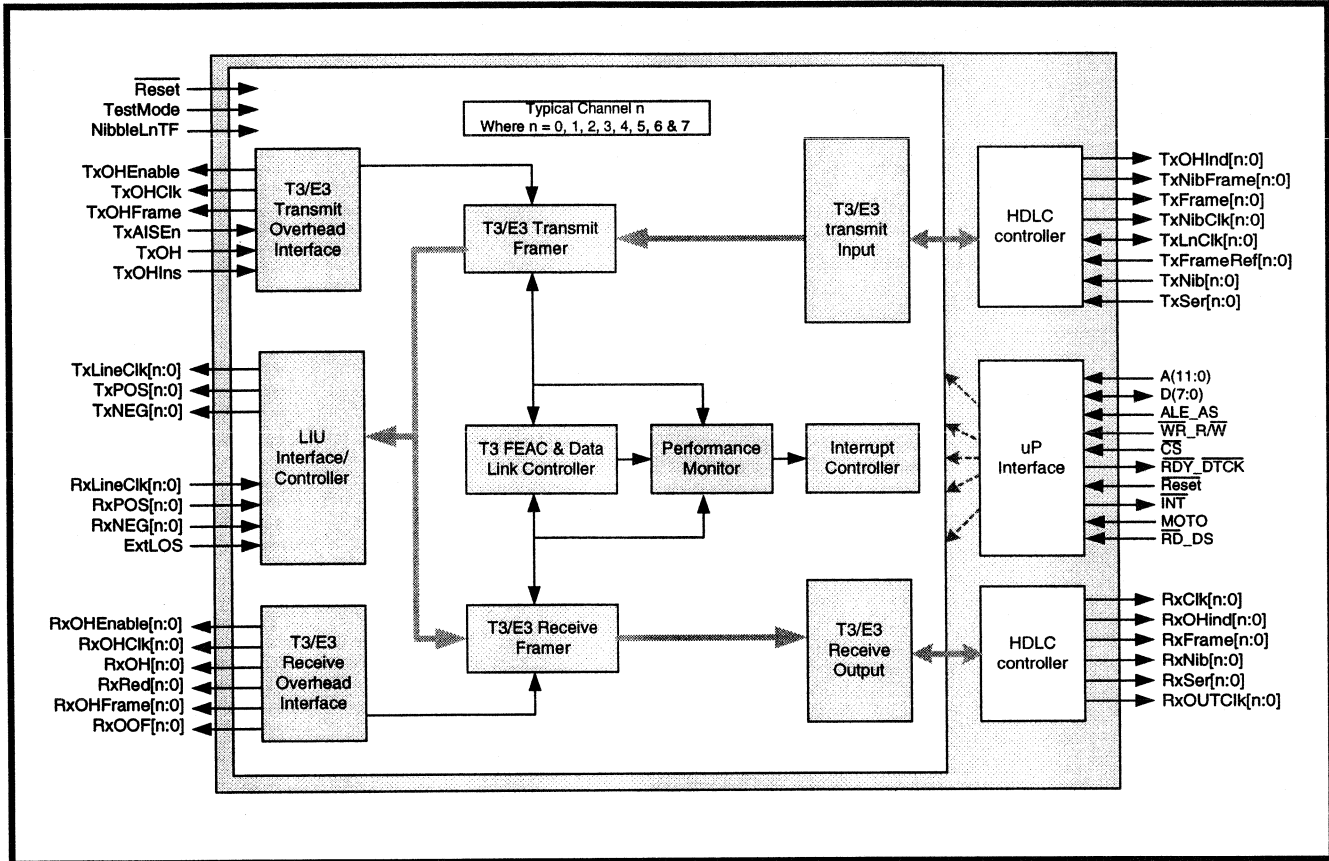 Reset
TestMode
NibbleLnTF
Typical Channel n
Where n = 0, 1, 2, 3, 4, 5, 6 & 7
TxOHEnable
TxOHClk
TxOHFrame
TxAISEn
TxOH
TxOHIns
T3/E3
Transmit
Overhead
Interface
T3/E3 Transmit
Framer
T3/E3
transmit
Input
HDLC
controller
TxOHInd[n:0]
TxNibFrame[n:0]
TxFrame[n:0]
TxNibClk[n:0]
TxLnClk[n:0]
TxFrameRef[n:0]
TxNib[n:0]
TxSer[n:0]
TxLineClk[n:0]
TxPOS[n:0]
TxNEG[n:0]
RxLineClk[n:0]
RxPOS[n:0]
RxNEG[n:0]
ExtLOS
LIU
Interface/
Controller
T3 FEAC & Data
Link Controller
Performance
Monitor
Interrupt
Controller
uP
Interface
A(11:0)
D(7:0)
ALE_AS
WR_R/W
CS
RDY_DTCK
Reset
INT
MOTO
RD_DS
RxOHEnable[n:0]
RxOHClk[n:0]
RxOH[n:0]
RxRed[n:0]
RxOHFrame[n:0]
RxOOF[n:0]
T3/E3
Receive
Overhead
Interface
T3/E3 Receive
Framer
T3/E3
Receive
Output
HDLC
controller
RxClk[n:0]
RxOHind[n:0]
RxFrame[n:0]
RxNib[n:0]
RxSer[n:0]
RxOUTClk[n:0]